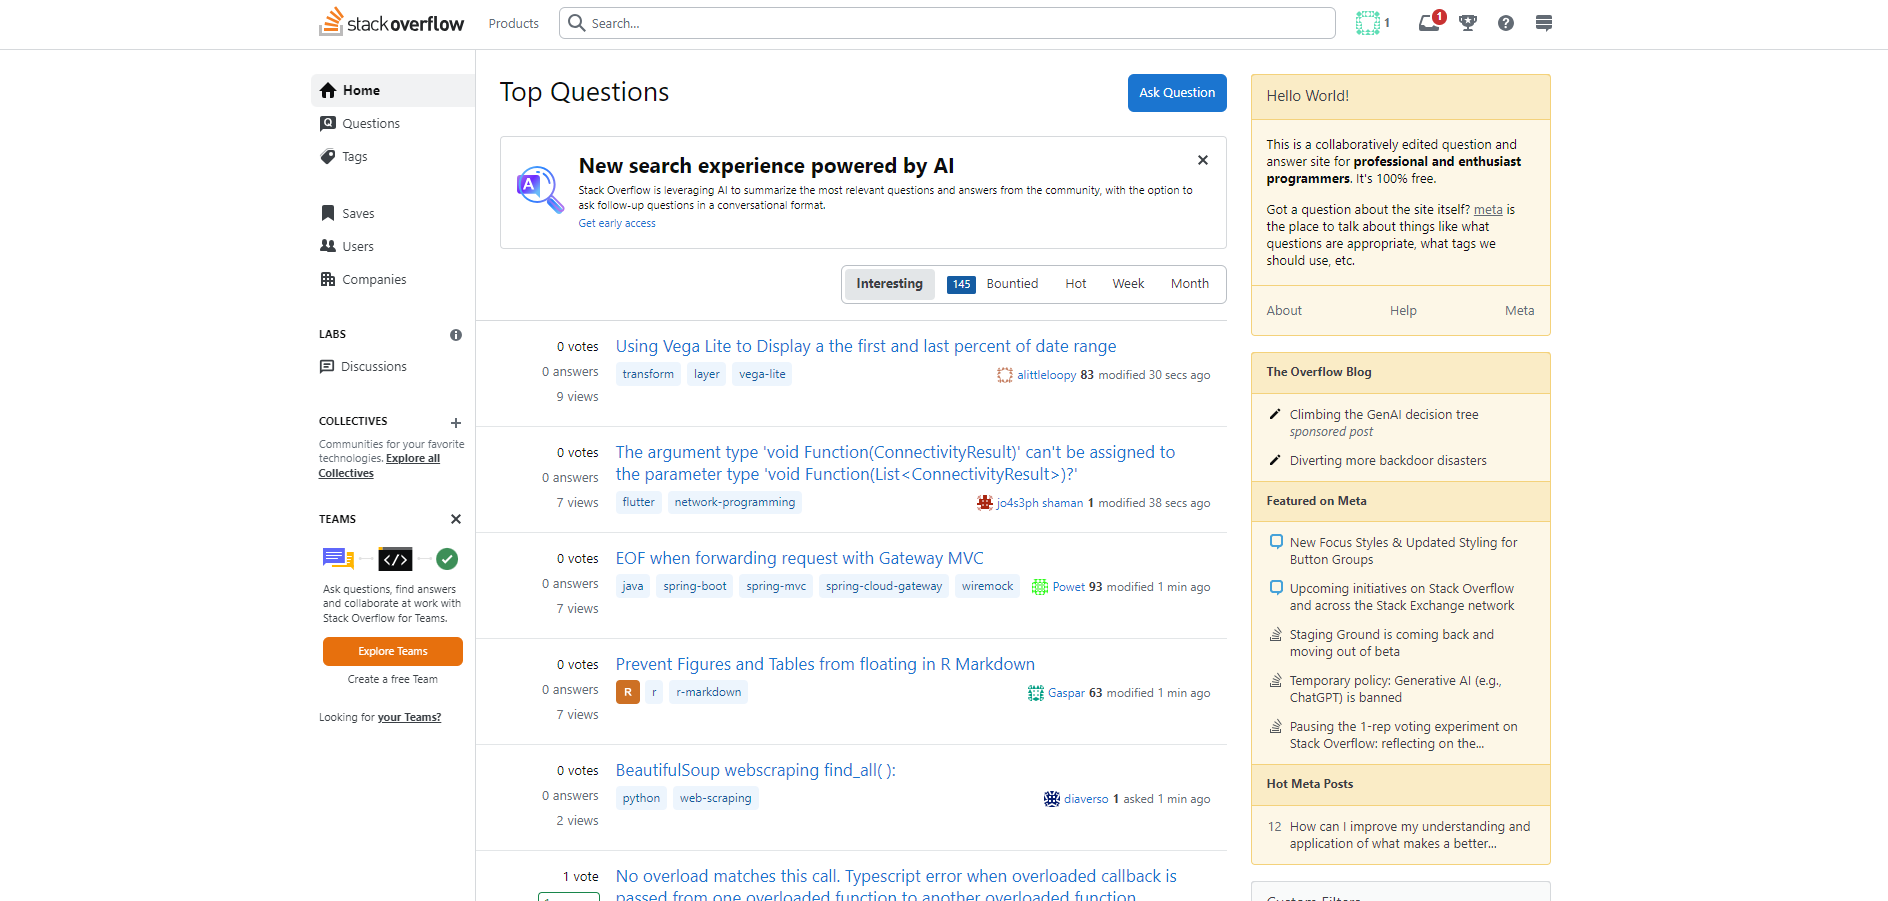 stackoverflow
Products
Search...
1
1
Home
Questions
Tags
Saves
Users
Companies
LABS
Discussions
COLLECTIVES
Communities for your favorite
technologies. Explore all
Collectives
TEAMS
</>
Ask questions, find answers
and collaborate at work with
Stack Overflow for Teams.
Explore Teams
Create a free Team
Looking for your Teams?
Top Questions
Ask Question
A
New search experience powered by AI
Stack Overflow is leveraging AI to summarize the most relevant questions and answers from the community, with the option to
ask follow-up questions in a conversational format.
Get early access
Interesting
145 Bountied
Hot
Week
Month
0 votes
0 answers
9 views
Using Vega Lite to Display a the first and last percent of date range
transform layer vega-lite
alittleloopy 83 modified 30 secs ago
0 votes
0 answers
7 views
The argument type 'void Function(ConnectivityResult)' can't be assigned to
the parameter type 'void Function(List<ConnectivityResult>)?'
flutter network-programming
jo4s3ph shaman 1 modified 38 secs ago
0 votes
0 answers
7 views
EOF when forwarding request with Gateway MVC
java spring-boot spring-mvc spring-cloud-gateway wiremock
Powet 93 modified 1 min ago
0 votes
0 answers
7 views
Prevent Figures and Tables from floating in R Markdown
R r r-markdown
Gaspar 63 modified 1 min ago
0 votes
0 answers
2 views
BeautifulSoup webscraping find_all( ):
python web-scraping
diaverso 1 asked 1 min ago
1 vote
No overload matches this call. Typescript error when overloaded callback is
passed from one overloaded function to another overloaded function
Hello World!
This is a collaboratively edited question and
answer site for professional and enthusiast
programmers. It's 100% free.
Got a question about the site itself? meta is
the place to talk about things like what
questions are appropriate, what tags we
should use, etc.
About
Help
Meta
The Overflow Blog
Climbing the GenAI decision tree
sponsored post
Diverting more backdoor disasters
Featured on Meta
New Focus Styles & Updated Styling for
Button Groups
Upcoming initiatives on Stack Overflow
and across the Stack Exchange network
Staging Ground is coming back and
moving out of beta
Temporary policy: Generative AI (e.g.,
ChatGPT) is banned
Pausing the 1-rep voting experiment on
Stack Overflow: reflecting on the...
Hot Meta Posts
12 How can I improve my understanding and
application of what makes a better...
Custom Filters